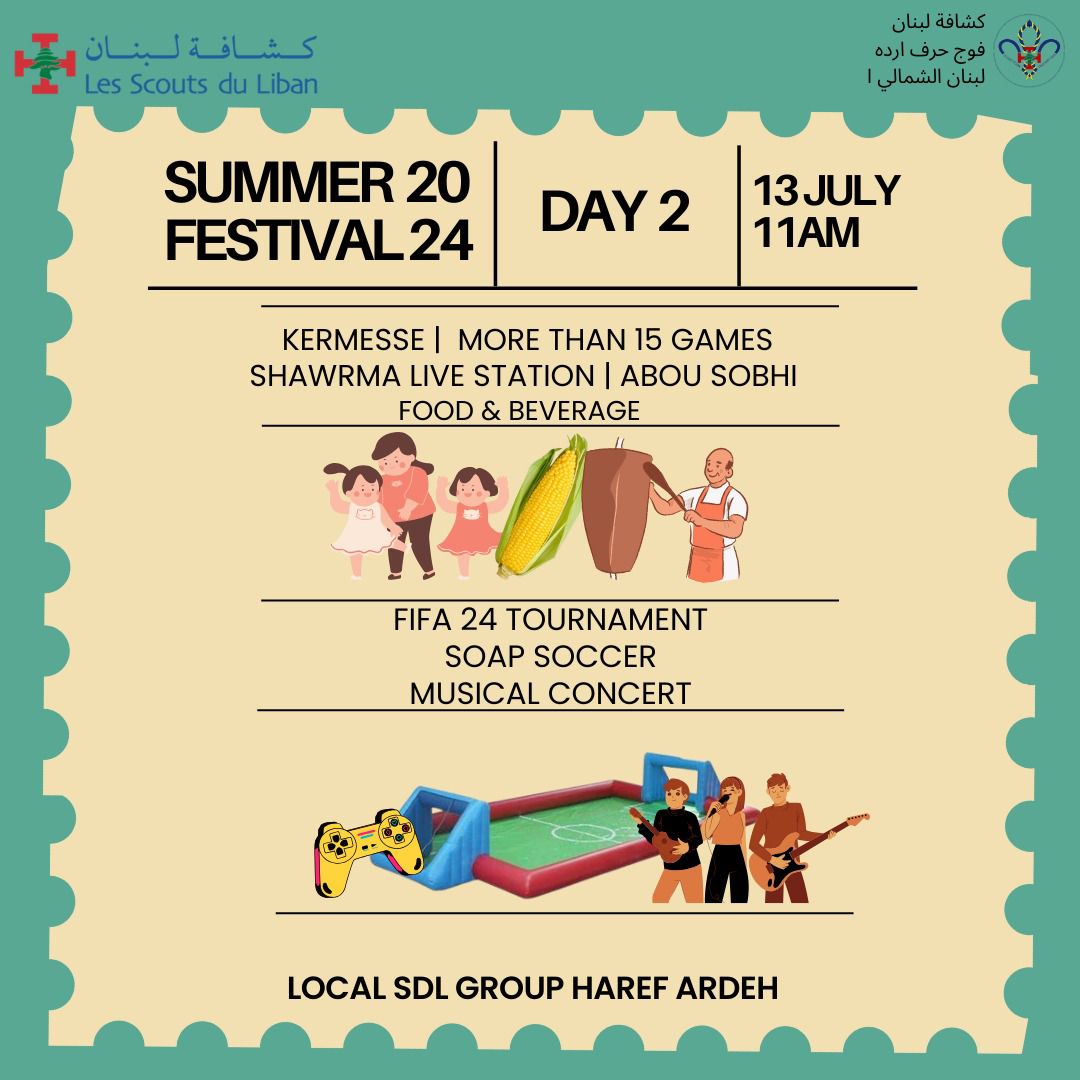 كشافة لبنان
Les Scouts du Liban
كشافة لبنان
فوج حرف ارده
لبنان الشمالي ا
SUMMER 20
FESTIVAL 24
DAY 2
13 JULY
11AM
KERMESSE | MORE THAN 15 GAMES
SHAWRMA LIVE STATION | ABOU SOBHI
FOOD & BEVERAGE
FIFA 24 TOURNAMENT
SOAP SOCCER
MUSICAL CONCERT
LOCAL SDL GROUP HAREF ARDEH